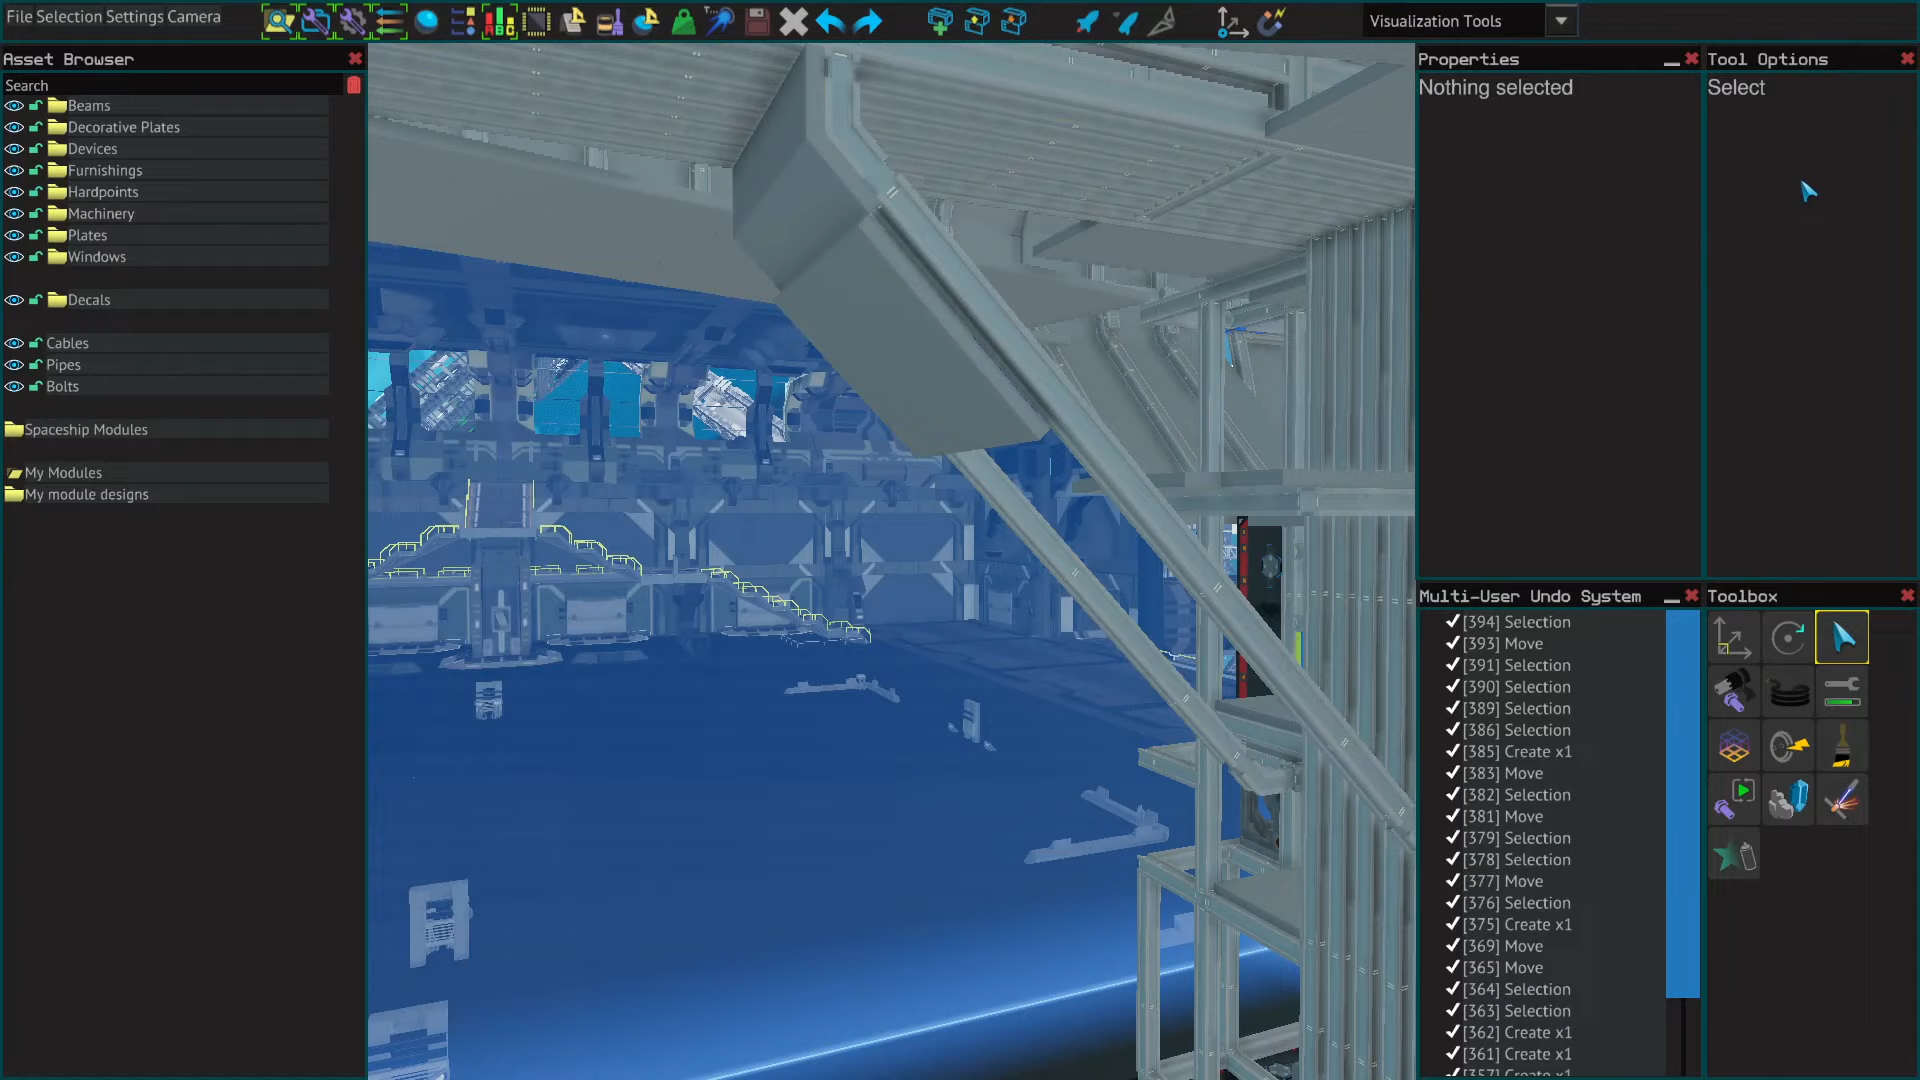 File Selection Settings Camera
ABC
Visualization Tools
Asset Browser
Search
Beams
Decorative Plates
Devices
Furnishings
Hardpoints
Machinery
Plates
Windows
Decals
Cables
Pipes
Bolts
Spaceship Modules
My Modules
My module designs
Properties
Nothing selected
Tool Options
Select
Multi-User Undo System
[394] Selection
[393] Move
[391] Selection
[390] Selection
[389] Selection
[386] Selection
[385] Create x1
[383] Move
[382] Selection
[381] Move
[379] Selection
[378] Selection
[377] Move
[376] Selection
[375] Create x1
[369] Move
[365] Move
[364] Selection
[363] Selection
[362] Create x1
[361] Create x1
[357] Create x1
Toolbox